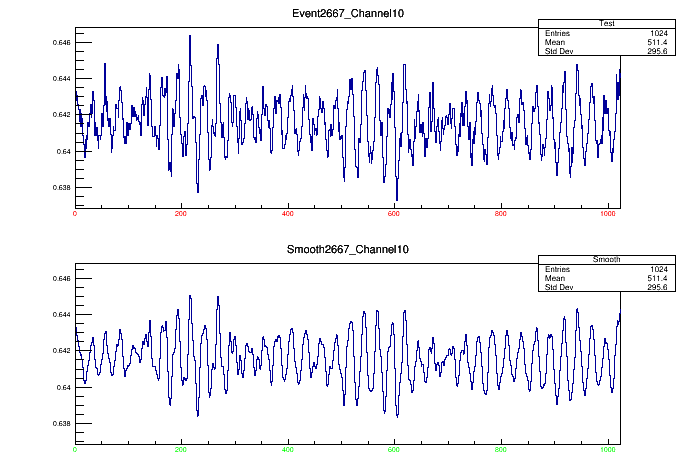 Event2667_Channel10
Test
Entries 1024
Mean 511.4
Std Dev 295.6
0.646
0.644
0.642
0.64
0.638
0 200 400 600 800 1000
Smooth2667_Channel10
Smooth
Entries 1024
Mean 511.4
Std Dev 295.6
0.646
0.644
0.642
0.64
0.638
0 200 400 600 800 1000